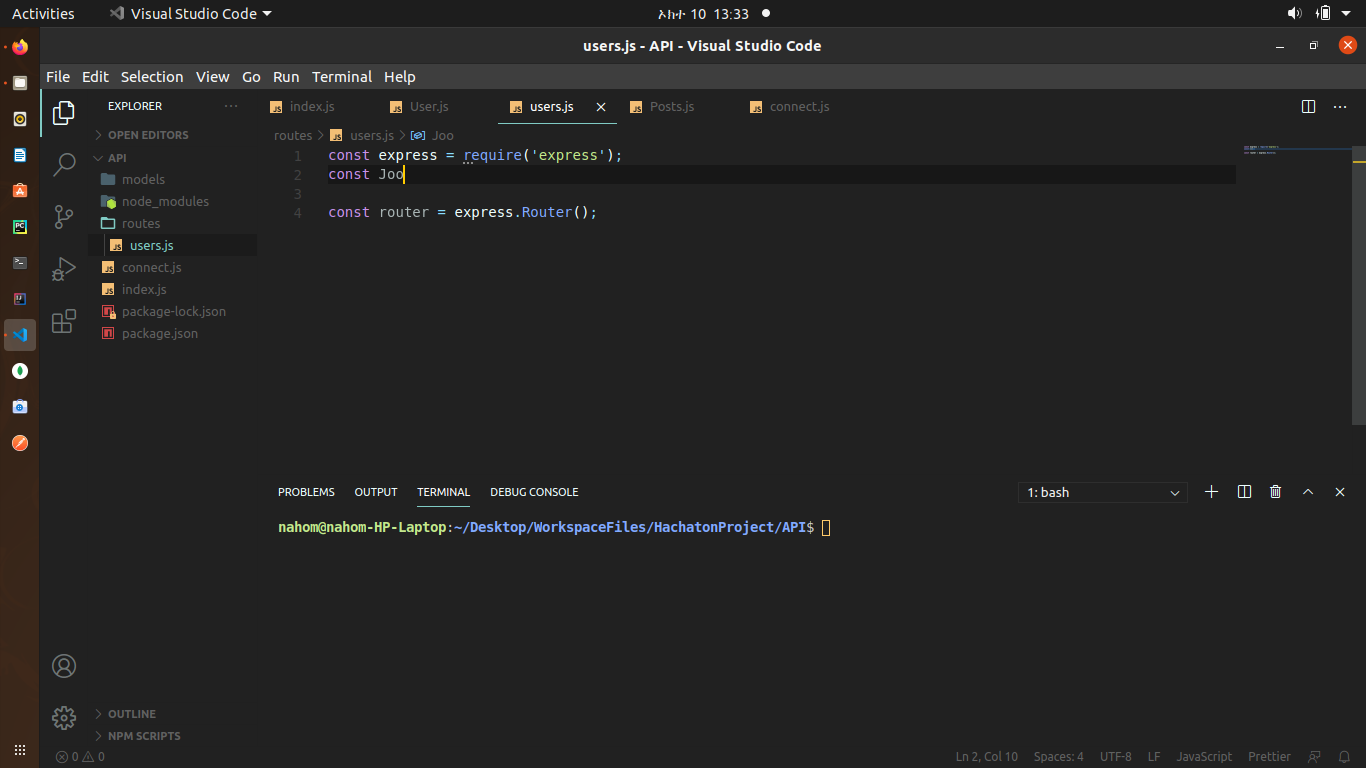 Activities Visual Studio Code ኦክተ 10 13:33
users.js - API - Visual Studio Code
File Edit Selection View Go Run Terminal Help
EXPLORER
index.js User.js users.js Posts.js connect.js
OPEN EDITORS
routes users.js Joo
API
models
node_modules
routes
users.js
connect.js
index.js
package-lock.json
package.json
1 const express = require('express');
2 const Joo
3
4 const router = express.Router();
PROBLEMS OUTPUT TERMINAL DEBUG CONSOLE 1: bash
nahom@nahom-HP-Laptop:~/Desktop/WorkspaceFiles/HachatonProject/API$
OUTLINE
NPM SCRIPTS
0 0 Ln 2, Col 10 Spaces: 4 UTF-8 LF JavaScript Prettier